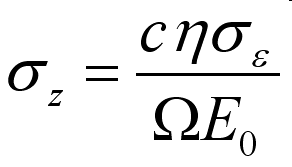 σ_z = cησ_ε / ΩE_0